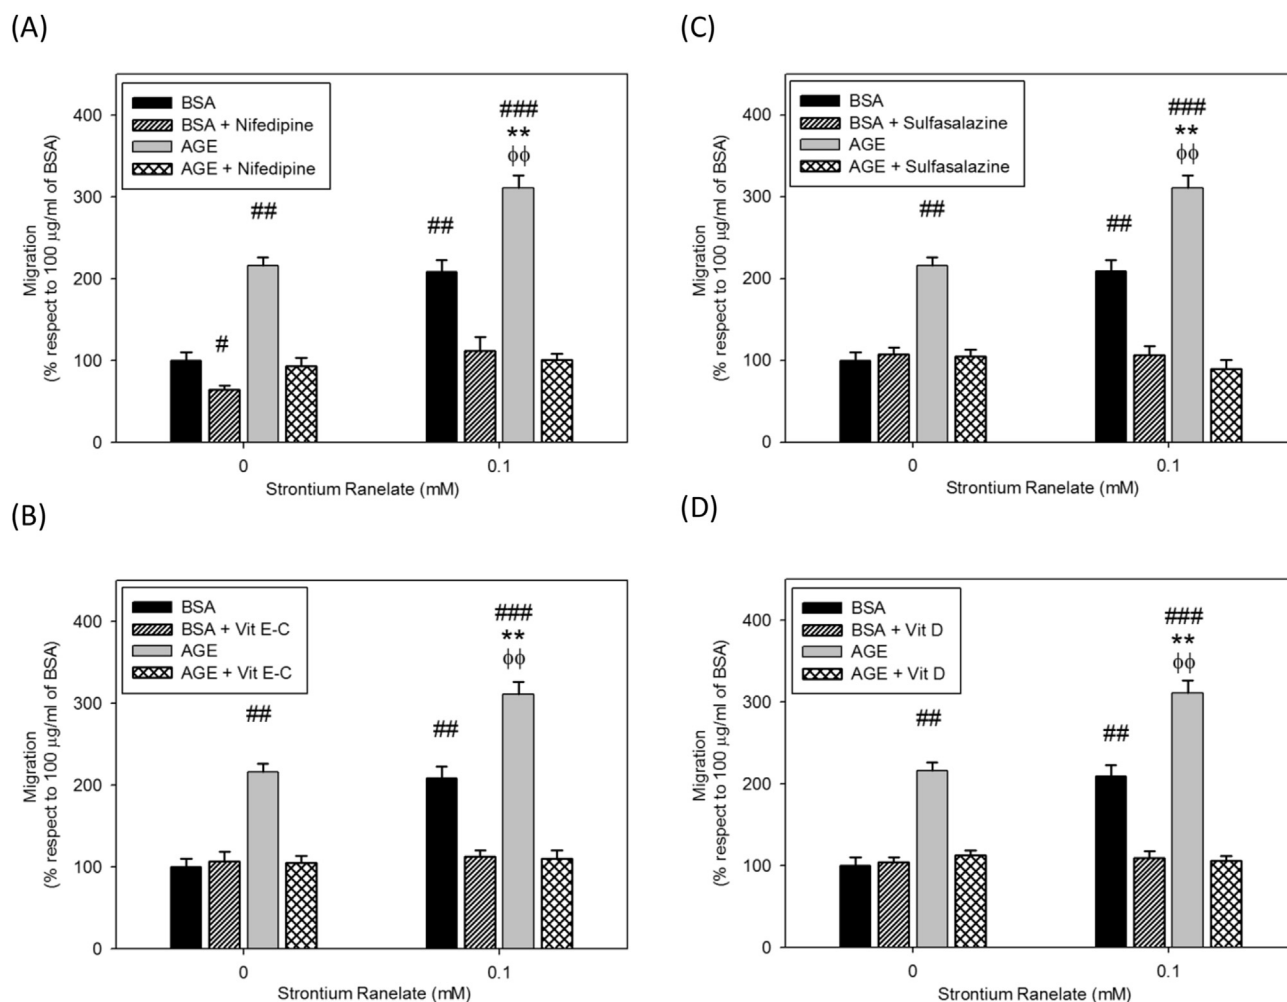 (A)
BSA
BSA + Nifedipine
AGE
AGE + Nifedipine
400
300
200
100
0
Migration
(% respect to 100 µg/ml of BSA)
#
##
##
###
**
ϕϕ
0
0.1
Strontium Ranelate (mM)
(C)
BSA
BSA + Sulfasalazine
AGE
AGE + Sulfasalazine
400
300
200
100
0
Migration
(% respect to 100 µg/ml of BSA)
##
##
###
**
ϕϕ
0
0.1
Strontium Ranelate (mM)
(B)
BSA
BSA + Vit E-C
AGE
AGE + Vit E-C
400
300
200
100
0
Migration
(% respect to 100 µg/ml of BSA)
##
##
###
**
ϕϕ
0
0.1
Strontium Ranelate (mM)
(D)
BSA
BSA + Vit D
AGE
AGE + Vit D
400
300
200
100
0
Migration
(% respect to 100 µg/ml of BSA)
##
##
###
**
ϕϕ
0
0.1
Strontium Ranelate (mM)